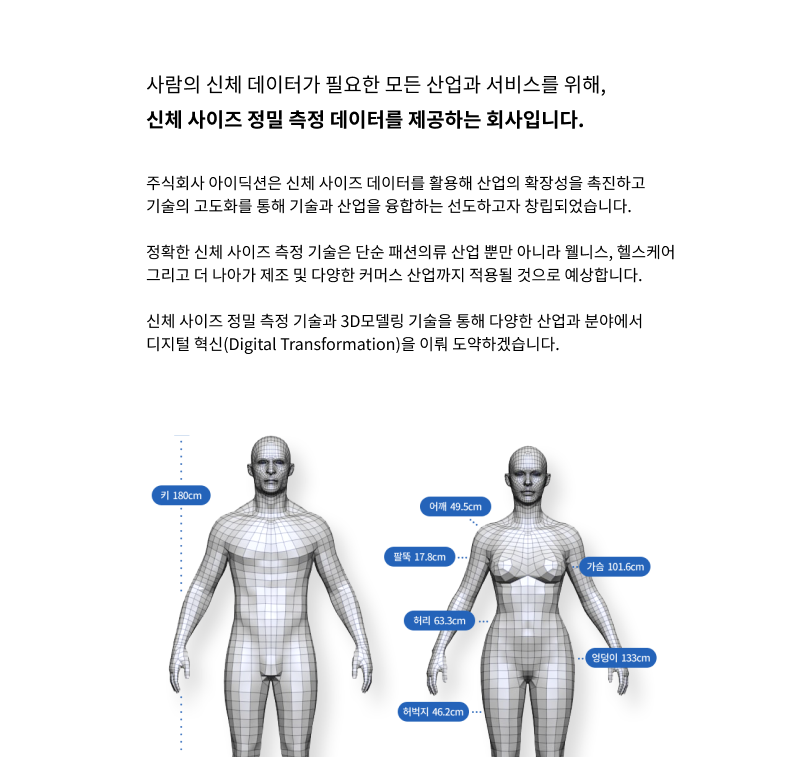 사람의 신체 데이터가 필요한 모든 산업과 서비스를 위해,
신체 사이즈 정밀 측정 데이터를 제공하는 회사입니다.
주식회사 아이딕션은 신체 사이즈 데이터를 활용해 산업의 확장성을 촉진하고
기술의 고도화를 통해 기술과 산업을 융합하는 선도하고자 창립되었습니다.
정확한 신체 사이즈 측정 기술은 단순 패션의류 산업 뿐만 아니라 웰니스, 헬스케어
그리고 더 나아가 제조 및 다양한 커머스 산업까지 적용될 것으로 예상합니다.
신체 사이즈 정밀 측정 기술과 3D모델링 기술을 통해 다양한 산업과 분야에서
디지털 혁신(Digital Transformation)을 이뤄 도약하겠습니다.
키 180cm
어깨 49.5cm
팔뚝 17.8cm
가슴 101.6cm
허리 63.3cm
엉덩이 133cm
허벅지 46.2cm